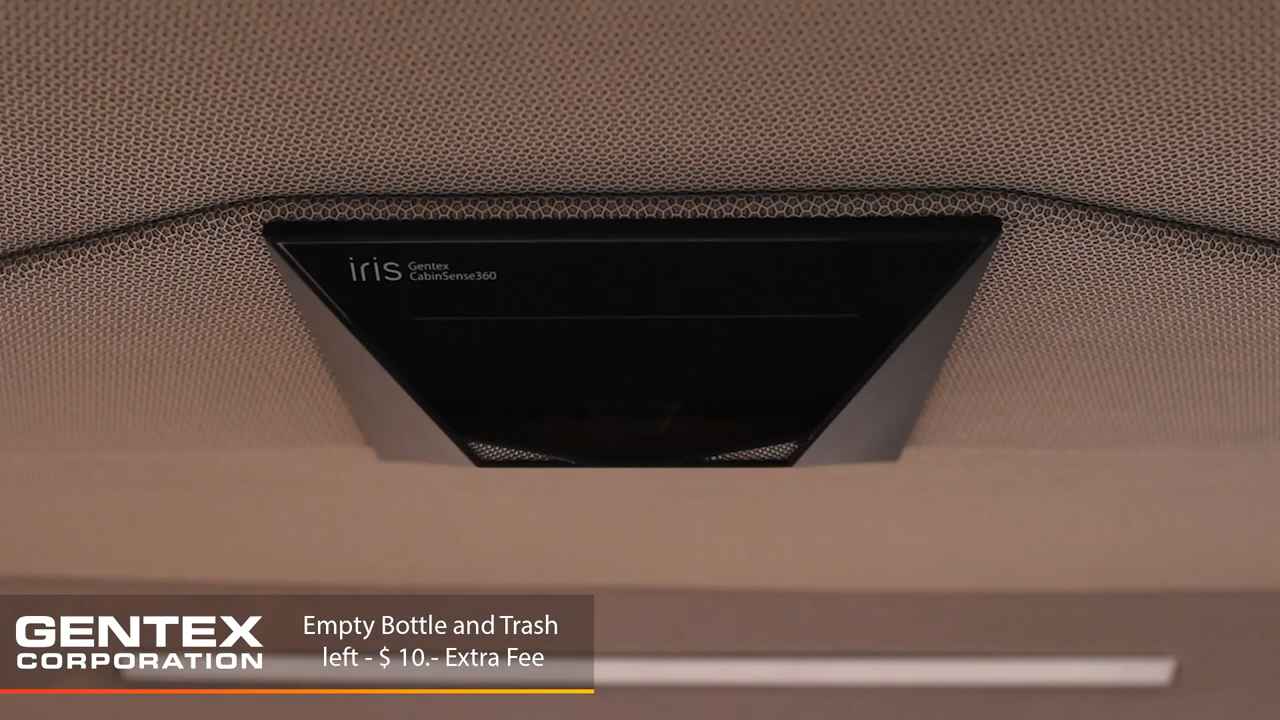 iris Gentex
CabinSense360
GENTEX
CORPORATION
Empty Bottle and Trash
left - $ 10.- Extra Fee